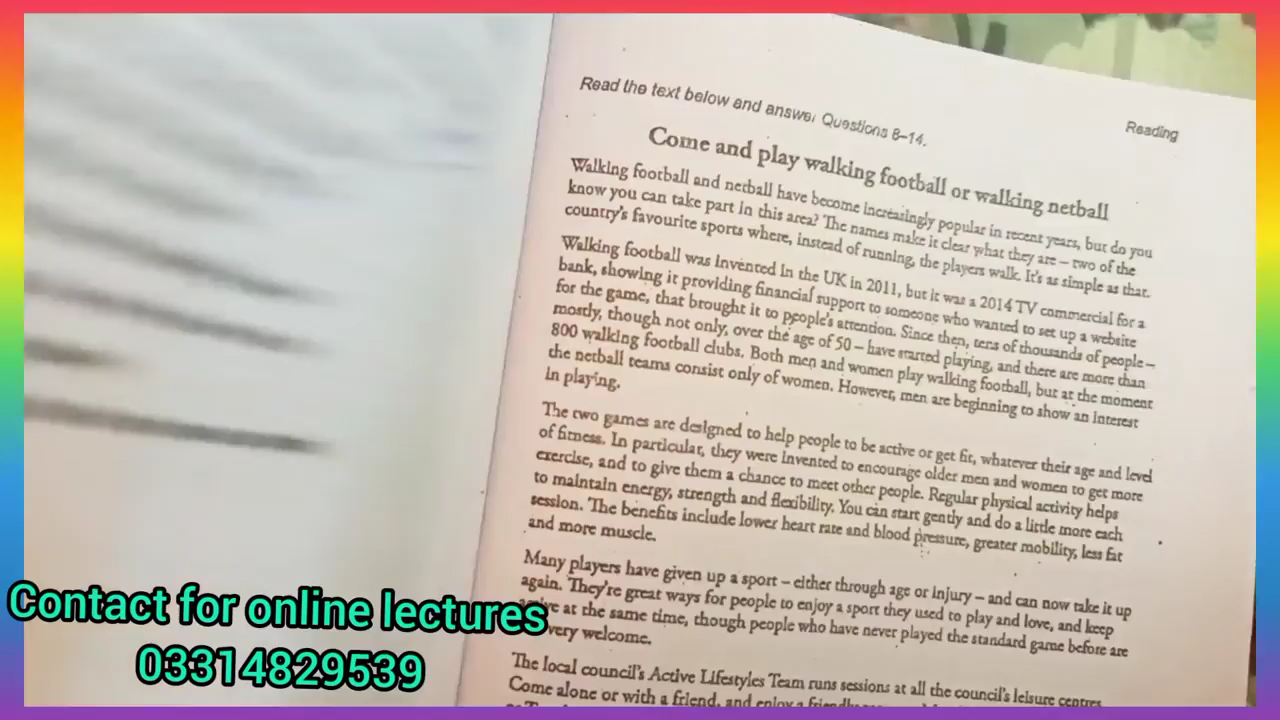 Reading
Read the text below and answer Questions 8–14.
Come and play walking football or walking netball
Walking football and netball have become increasingly popular in recent years, but do you
know you can take part in this area? The names make it clear what they are – two of the
country's favourite sports where, instead of running, the players walk. It's as simple as that.
Walking football was invented in the UK in 2011, but it was a 2014 TV commercial for a
bank, showing it providing financial support to someone who wanted to set up a website
for the game, that brought it to people's attention. Since then, tens of thousands of people –
mostly, though not only, over the age of 50 – have started playing, and there are more than
800 walking football clubs. Both men and women play walking football, but at the moment
the netball teams consist only of women. However, men are beginning to show an interest
in playing.
The two games are designed to help people to be active or get fit, whatever their age and level
of fitness. In particular, they were invented to encourage older men and women to get more
exercise, and to give them a chance to meet other people. Regular physical activity helps
to maintain energy, strength and flexibility. You can start gently and do a little more each
session. The benefits include lower heart rate and blood pressure, greater mobility, less fat
and more muscle.
Many players have given up a sport – either through age or injury – and can now take it up
again. They're great ways for people to enjoy a sport they used to play and love, and keep
at the same time, though people who have never played the standard game before are
very welcome.
The local council's Active Lifestyles Team runs sessions at all the council's leisure centres.
Come alone or with a friend, and enjoy a
Contact for online lectures
03314829539